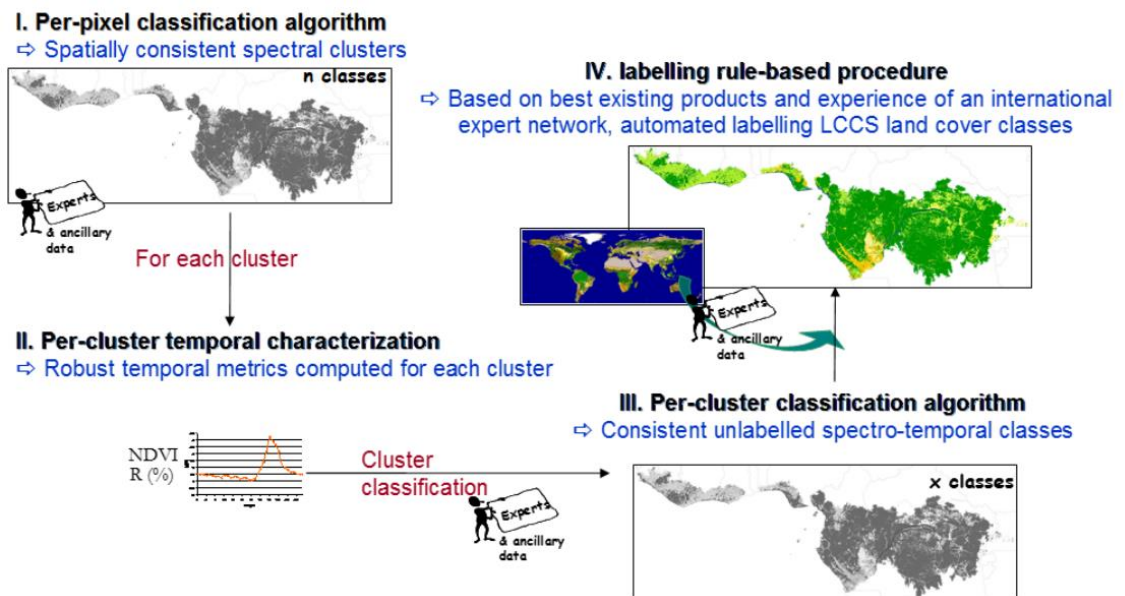 I. Per-pixel classification algorithm
⇨ Spatially consistent spectral clusters
n classes
Experts
& ancillary
data
For each cluster
II. Per-cluster temporal characterization
⇨ Robust temporal metrics computed for each cluster
NDVI
R (%)
Cluster
classification
Experts
& ancillary
data
III. Per-cluster classification algorithm
⇨ Consistent unlabelled spectro-temporal classes
x classes
IV. labelling rule-based procedure
⇨ Based on best existing products and experience of an international
expert network, automated labelling LCCS land cover classes
Experts
& ancillary
data